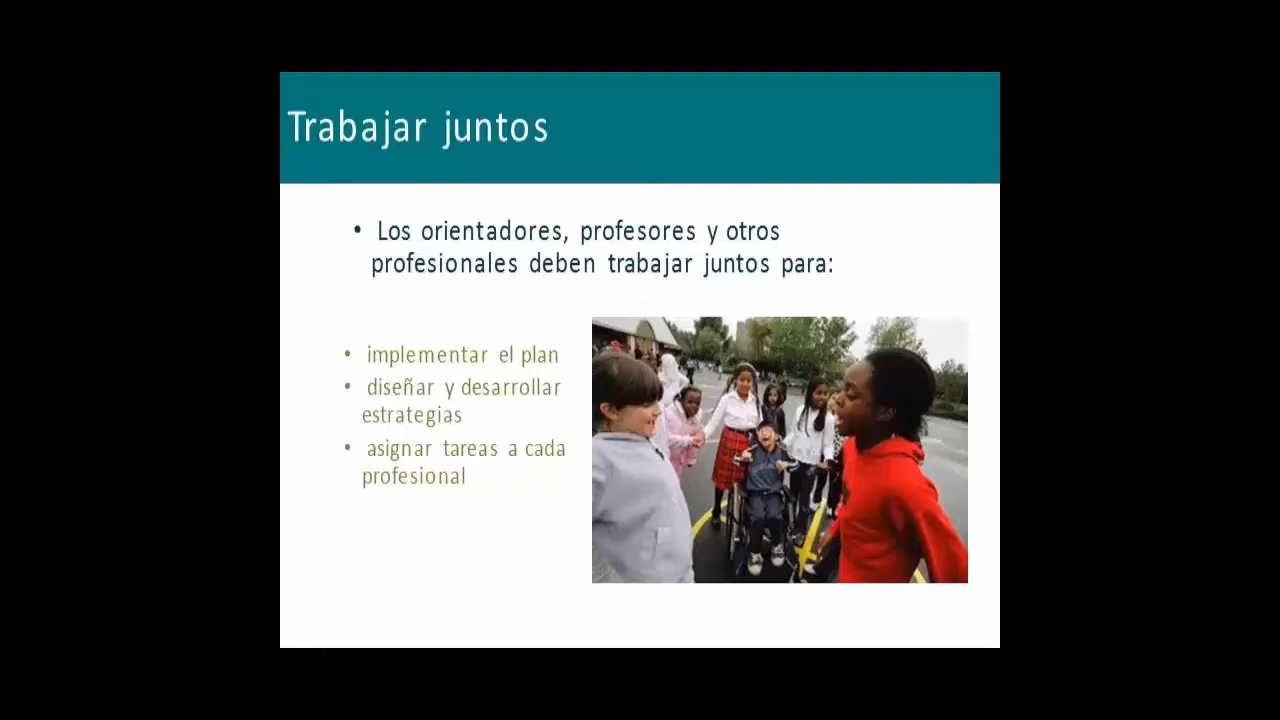 Trabajar juntos
• Los orientadores, profesores y otros
profesionales deben trabajar juntos para:
• implementar el plan
• diseñar y desarrollar
estrategias
• asignar tareas a cada
profesional